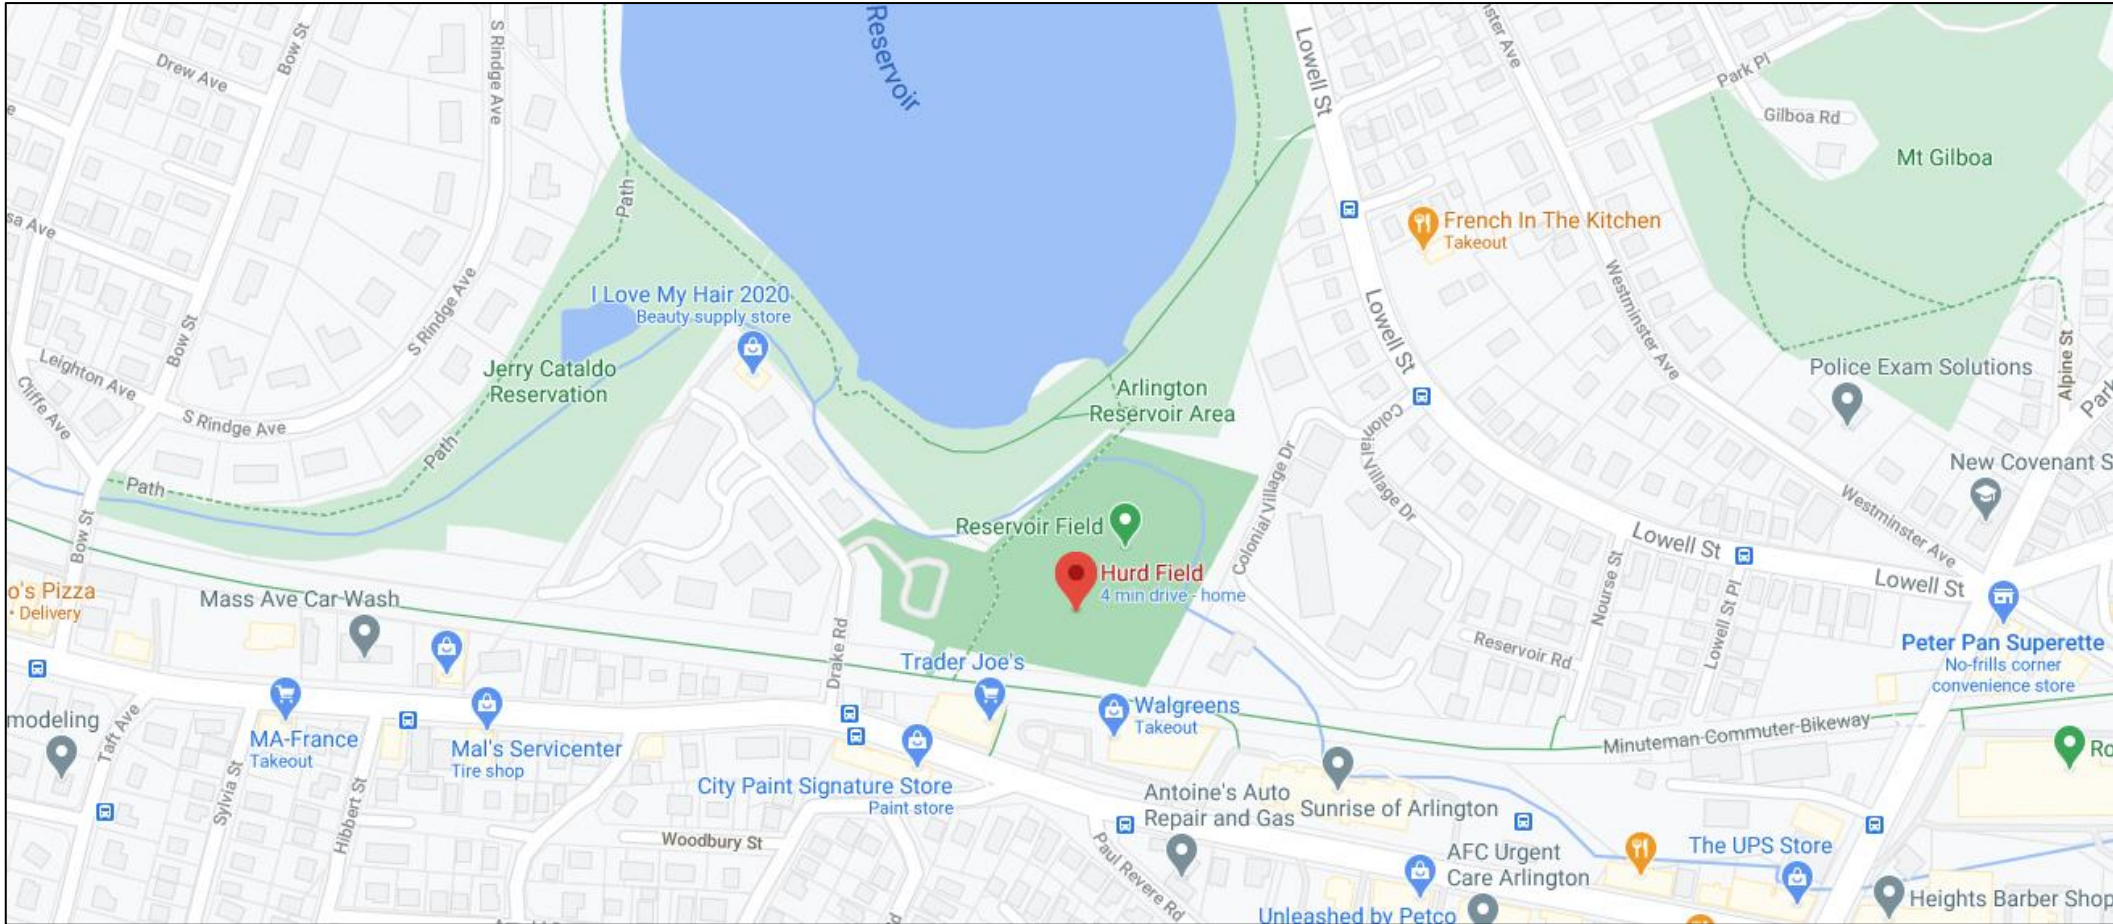 Reservoir
Lowell St
Bow St
S Rindge Ave
Drew Ave
Park Pl
Gilboa Rd
Mt Gilboa
Path
French In The Kitchen
Takeout
I Love My Hair 2020
Beauty supply store
S Rindge Ave
Bow St
Leighton Ave
Cliffe Ave
S Rindge Ave
Jerry Cataldo
Reservation
Path
Path
Bow St
Arlington
Reservoir Area
Lowell St
Westminster Ave
Police Exam Solutions
Alpine St
Park
Colonial Village Dr
Colonial Village Dr
New Covenant S
Westminster Ave
Reservoir Field
Hurd Field
4 min drive - home
Lowell St
Lowell St
Nourse St
Lowell St Pl
Reservoir Rd
o's Pizza
Delivery
Mass Ave Car Wash
Drake Rd
Trader Joe's
Walgreens
Takeout
Peter Pan Superette
No-frills corner
convenience store
Minuteman Commuter Bikeway
Ro
modeling
Taft Ave
MA-France
Takeout
Sylvia St
Hibbert St
Mal's Servicenter
Tire shop
City Paint Signature Store
Paint store
Woodbury St
Antoine's Auto
Repair and Gas
Sunrise of Arlington
Paul Revere Rd
AFC Urgent
Care Arlington
The UPS Store
Unleashed by Petco
Heights Barber Shop